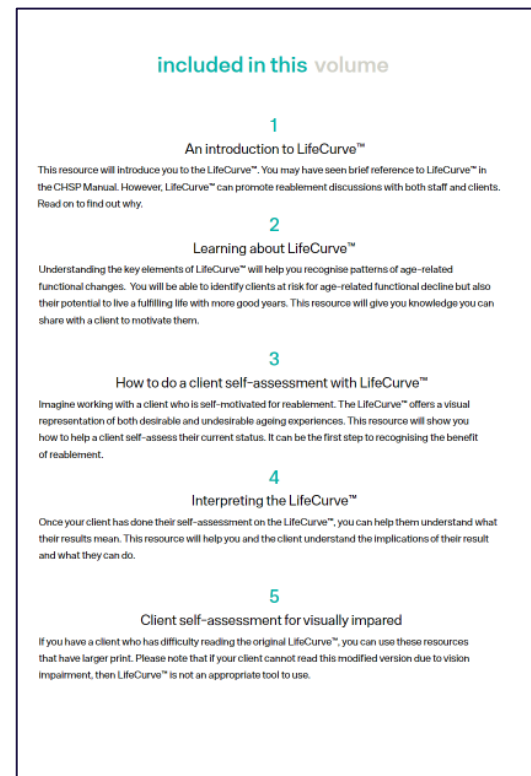 included in this volume
1
An introduction to LifeCurve™
This resource will introduce you to the LifeCurve™. You may have seen brief reference to LifeCurve™ in
the CHSP Manual. However, LifeCurve™ can promote reablement discussions with both staff and clients.
Read on to find out why.
2
Learning about LifeCurve™
Understanding the key elements of LifeCurve™ will help you recognise patterns of age-related
functional changes. You will be able to identify clients at risk for age-related functional decline but also
their potential to live a fulfilling life with more good years. This resource will give you knowledge you can
share with a client to motivate them.
3
How to do a client self-assessment with LifeCurve™
Imagine working with a client who is self-motivated for reablement. The LifeCurve™ offers a visual
representation of both desirable and undesirable ageing experiences. This resource will show you
how to help a client self-assess their current status. It can be the first step to recognising the benefit
of reablement.
4
Interpreting the LifeCurve™
Once your client has done their self-assessment on the LifeCurve™, you can help them understand what
their results mean. This resource will help you and the client understand the implications of their result
and what they can do.
5
Client self-assessment for visually impared
If you have a client who has difficulty reading the original LifeCurve™, you can use these resources
that have larger print. Please note that if your client cannot read this modified version due to vision
impairment, then LifeCurve™ is not an appropriate tool to use.